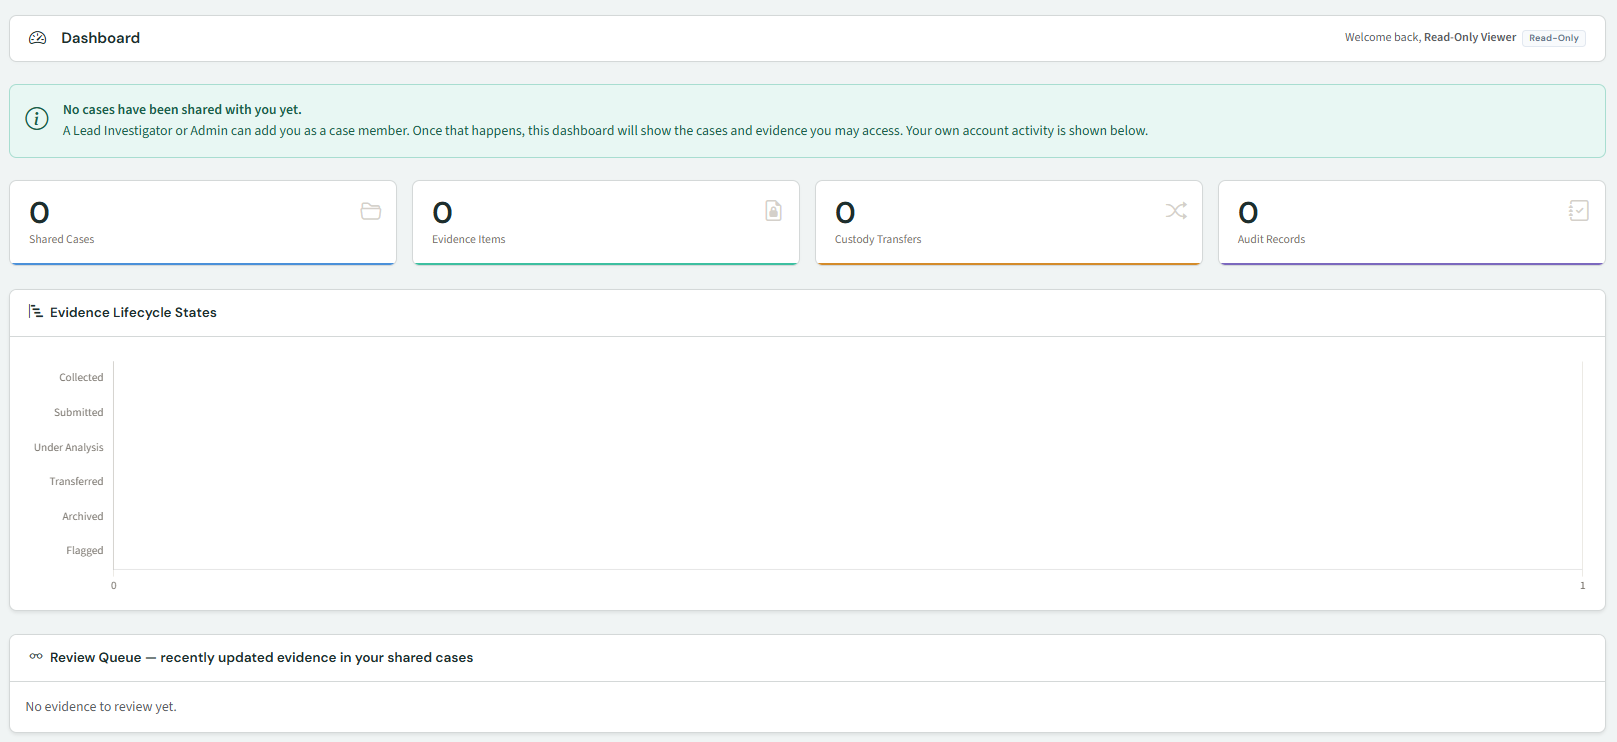 Dashboard
Welcome back, Read-Only Viewer Read-Only
No cases have been shared with you yet.
A Lead Investigator or Admin can add you as a case member. Once that happens, this dashboard will show the cases and evidence you may access. Your own account activity is shown below.
0
Shared Cases
0
Evidence Items
0
Custody Transfers
0
Audit Records
Evidence Lifecycle States
Collected
Submitted
Under Analysis
Transferred
Archived
Flagged
0 1
Review Queue — recently updated evidence in your shared cases
No evidence to review yet.